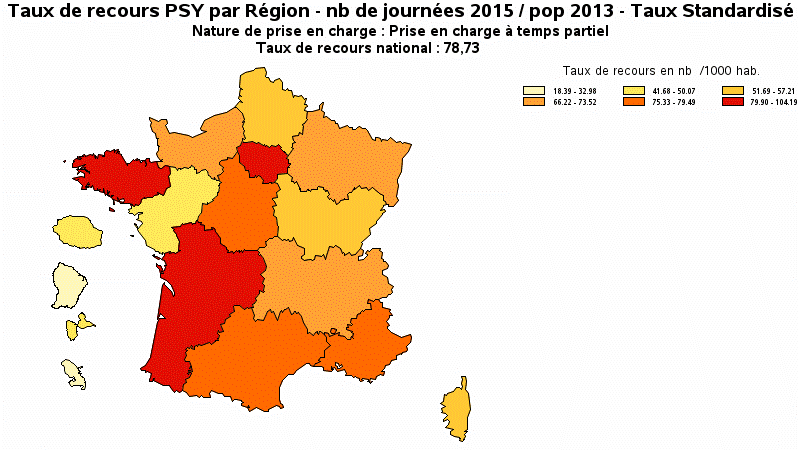 Taux de recours PSY par Région - nb de journées 2015 / pop 2013 - Taux Standardisé
Nature de prise en charge : Prise en charge à temps partiel
Taux de recours national : 78,73
Taux de recours en nb /1000 hab.
18.39 - 32.98 41.68 - 50.07 51.69 - 57.21
66.22 - 73.52 75.33 - 79.49 79.90 - 104.19